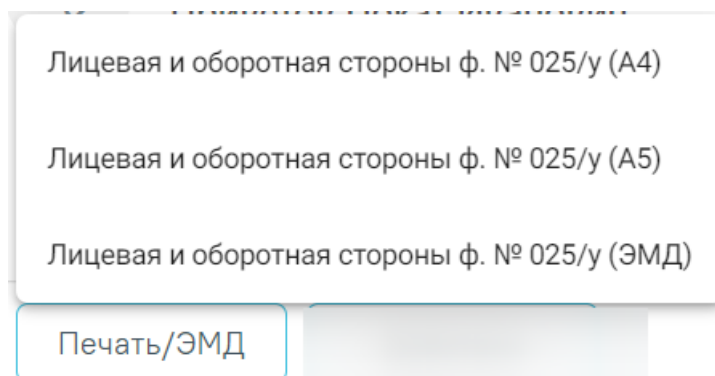 Лицевая и оборотная стороны ф. № 025/у (А4)
Лицевая и оборотная стороны ф. № 025/у (А5)
Лицевая и оборотная стороны ф. № 025/у (ЭМД)
Печать/ЭМД